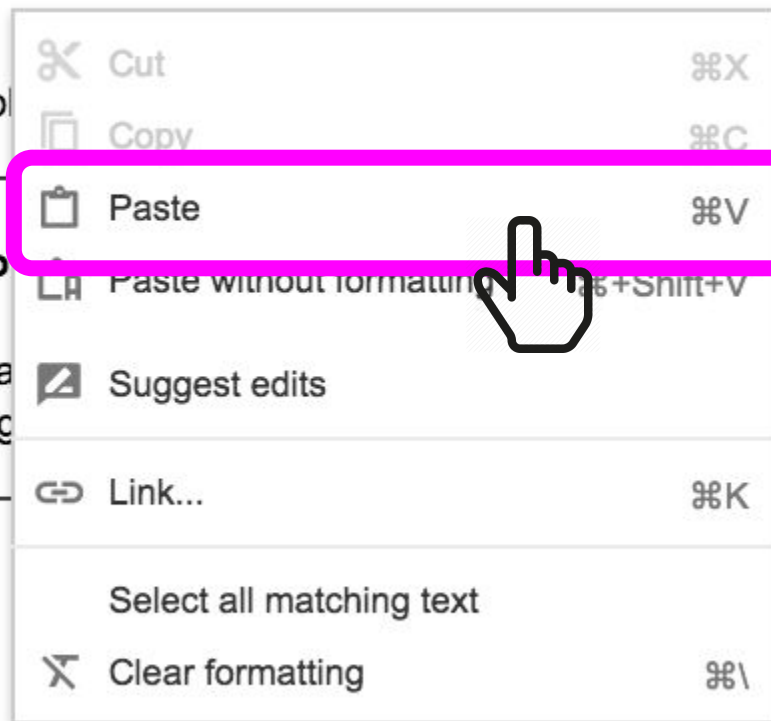 Cut ⌘X
Copy ⌘C
Paste ⌘V
Paste without formatting ⌘+Shift+V
Suggest edits
Link... ⌘K
Select all matching text
Clear formatting ⌘\